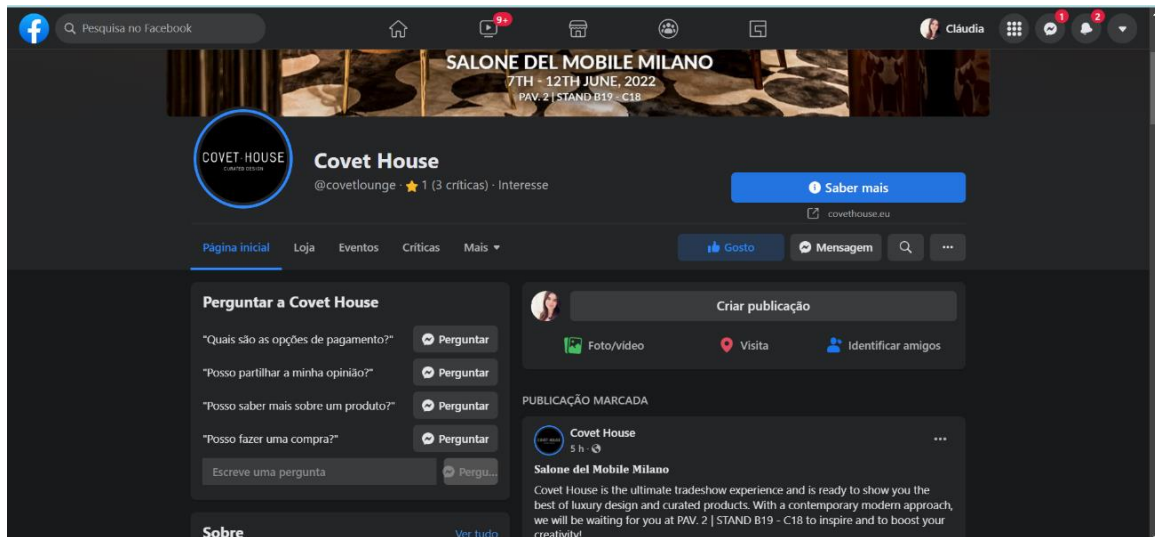 Pesquisa no Facebook
9+
Cláudia
1
2
SALONE DEL MOBILE MILANO
7TH - 12TH JUNE, 2022
PAV. 2 | STAND B19 - C18
COVET HOUSE
CURATED DESIGN
Covet House
@covetlounge · 1 (3 críticas) · Interesse
Saber mais
covethouse.eu
Página inicial
Loja
Eventos
Críticas
Mais
Gosto
Mensagem
Perguntar a Covet House
"Quais são as opções de pagamento?"
Perguntar
"Posso partilhar a minha opinião?"
Perguntar
"Posso saber mais sobre um produto?"
Perguntar
"Posso fazer uma compra?"
Perguntar
Escreve uma pergunta
Pergu...
Sobre
Ver tudo
Criar publicação
Foto/vídeo
Visita
Identificar amigos
PUBLICAÇÃO MARCADA
Covet House
5 h ·
Salone del Mobile Milano
Covet House is the ultimate tradeshow experience and is ready to show you the
best of luxury design and curated products. With a contemporary modern approach,
we will be waiting for you at PAV. 2 | STAND B19 - C18 to inspire and to boost your
creativity!